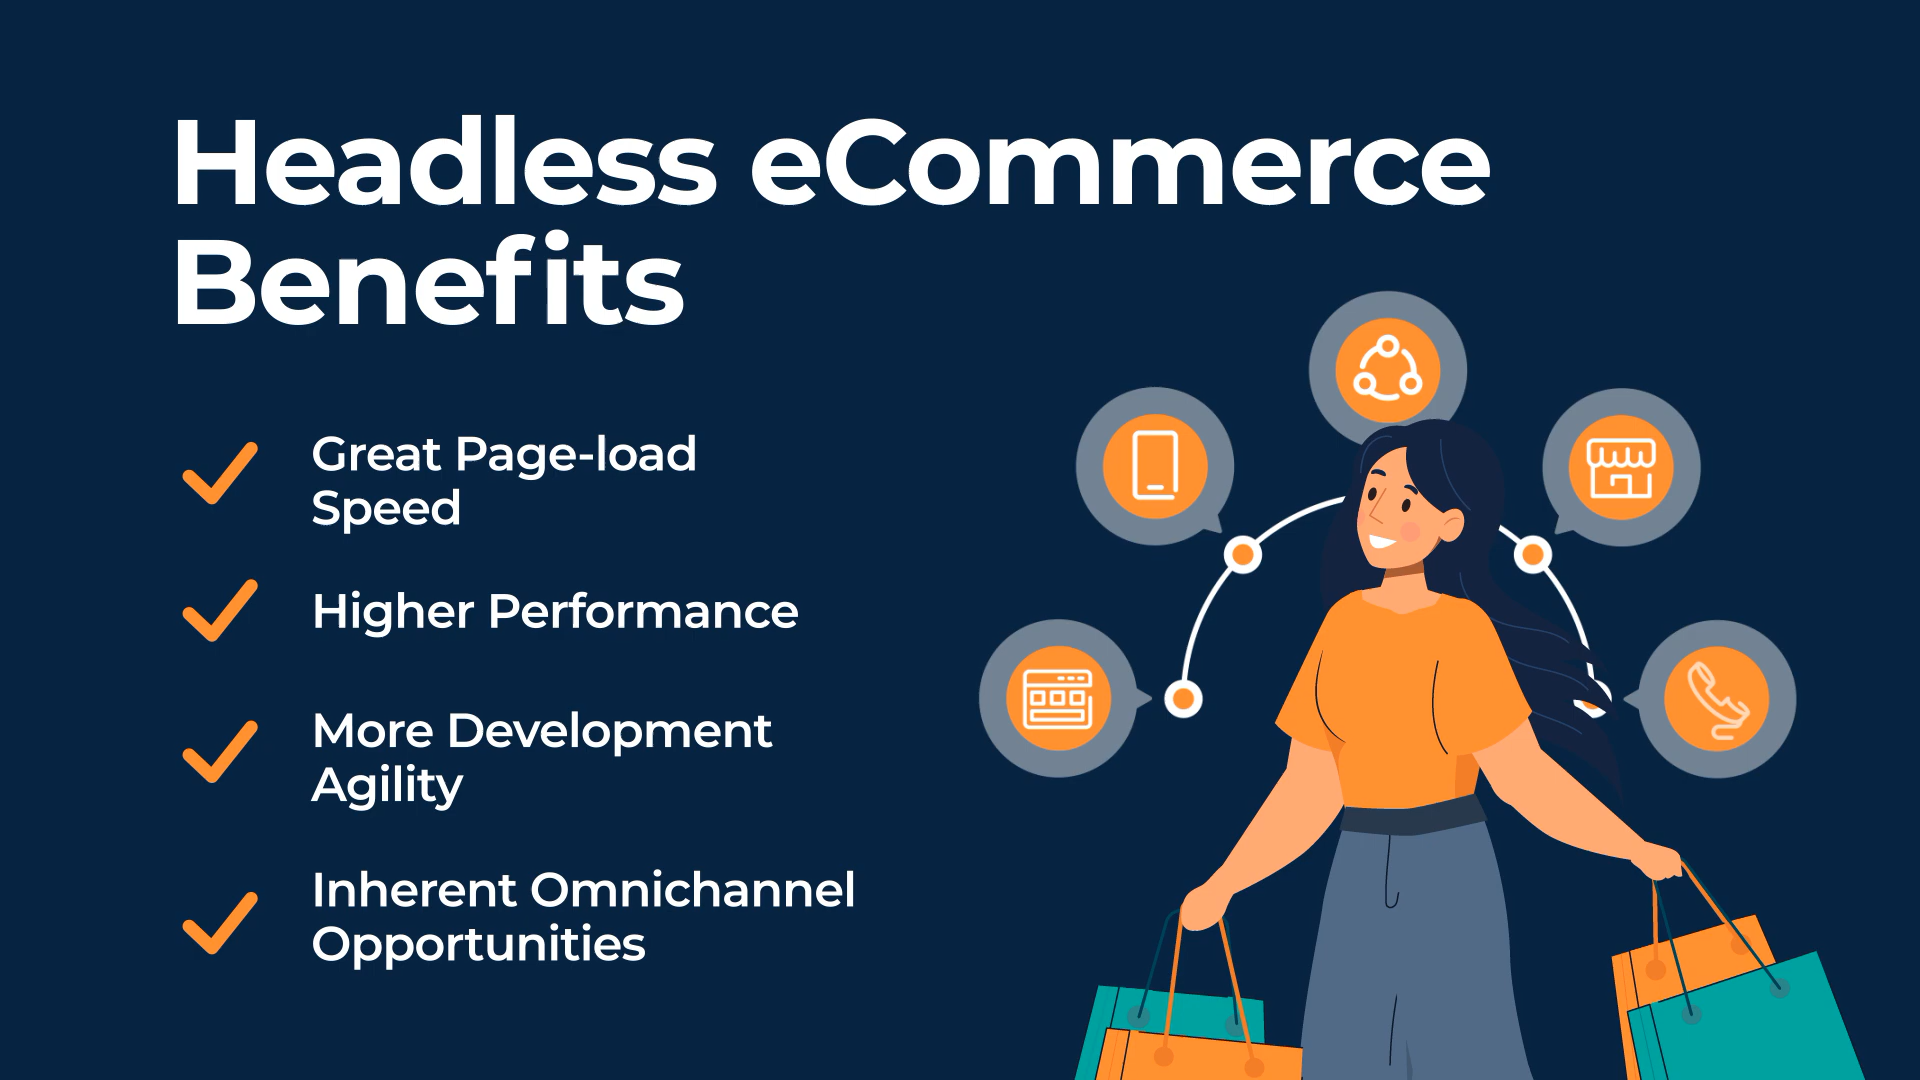 Headless eCommerce
Benefits
Great Page-load
Speed
Higher Performance
More Development
Agility
Inherent Omnichannel
Opportunities